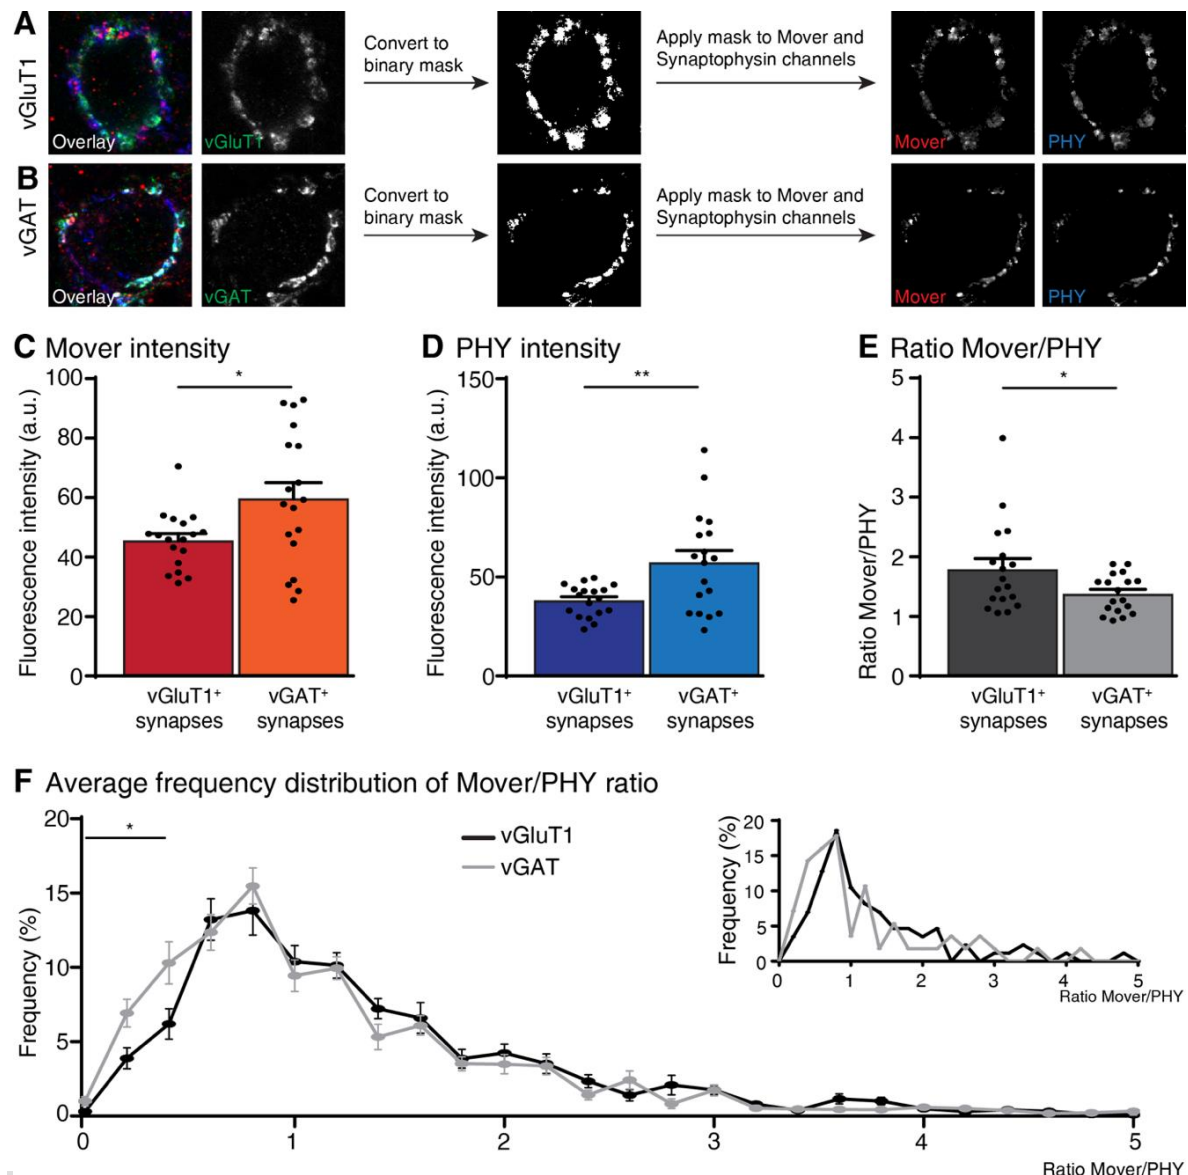 A
vGluT1
Overlay
vGluT1
Convert to
binary mask
Apply mask to Mover and
Synaptophysin channels
Mover
PHY
B
vGAT
Overlay
vGAT
Convert to
binary mask
Apply mask to Mover and
Synaptophysin channels
Mover
PHY
C Mover intensity
Fluorescence intensity (a.u.)
100
80
60
40
20
0
*
vGluT1+
synapses
vGAT+
synapses
D PHY intensity
Fluorescence intensity (a.u.)
150
100
50
0
**
vGluT1+
synapses
vGAT+
synapses
E Ratio Mover/PHY
Ratio Mover/PHY
5
4
3
2
1
0
*
vGluT1+
synapses
vGAT+
synapses
F Average frequency distribution of Mover/PHY ratio
Frequency (%)
20
15
10
5
0
*
vGluT1
vGAT
0 1 2 3 4 5
Ratio Mover/PHY
Frequency (%)
20
15
10
5
0
0 1 2 3 4 5
Ratio Mover/PHY